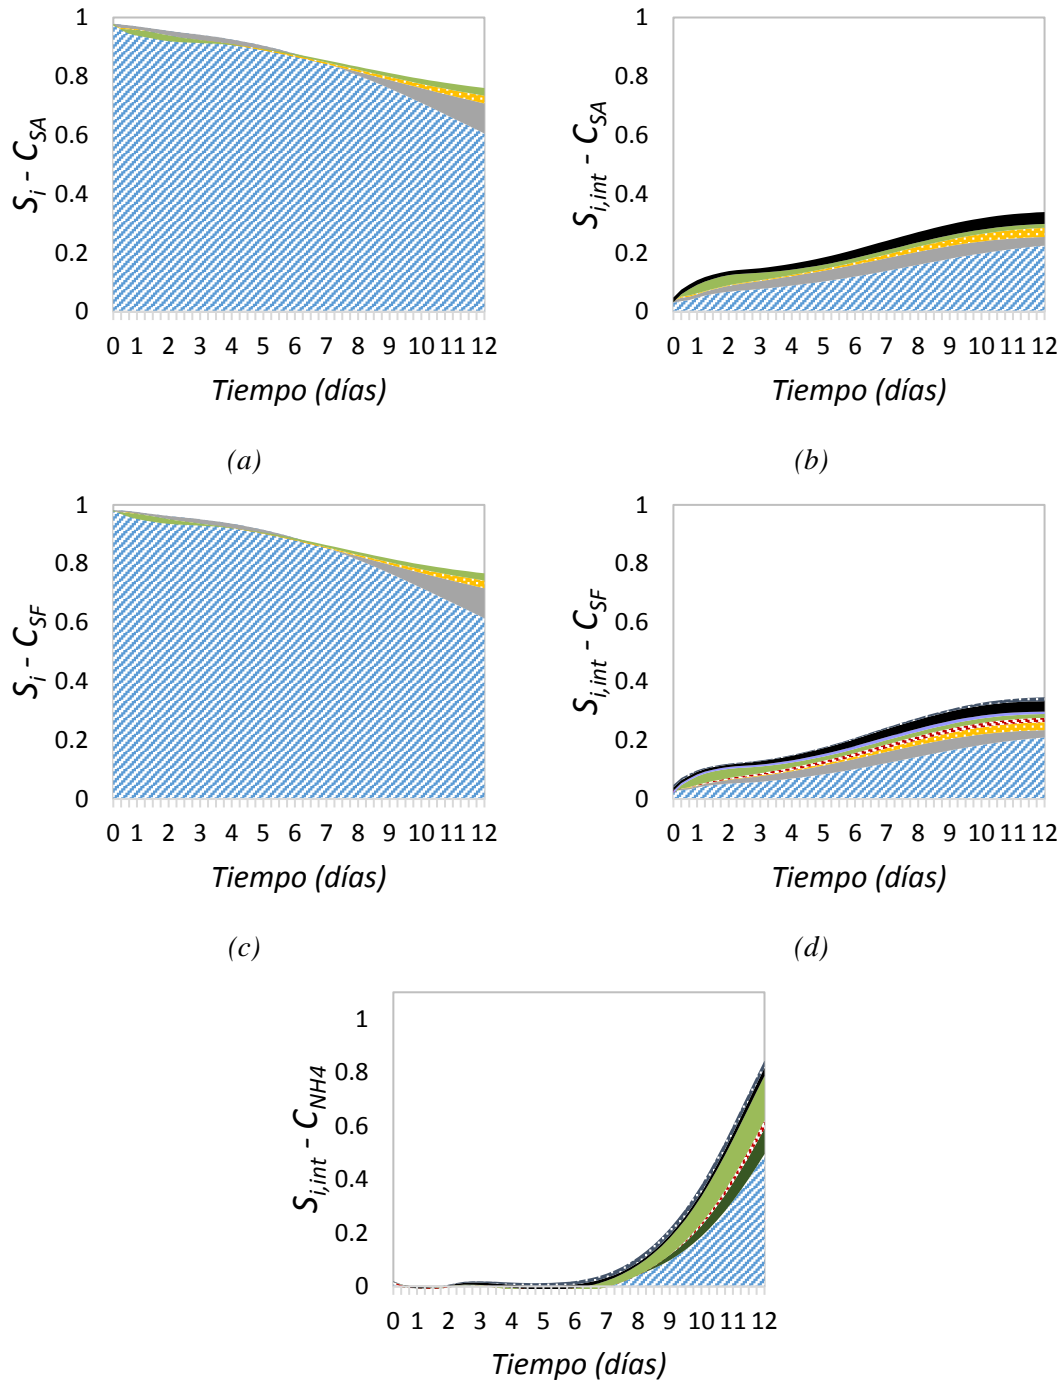 S_i - C_SA
1
0.8
0.6
0.4
0.2
0
0 1 2 3 4 5 6 7 8 9 10 11 12
Tiempo (días)
(a)
S_i,int - C_SA
1
0.8
0.6
0.4
0.2
0
0 1 2 3 4 5 6 7 8 9 10 11 12
Tiempo (días)
(b)
S_i - C_SF
1
0.8
0.6
0.4
0.2
0
0 1 2 3 4 5 6 7 8 9 10 11 12
Tiempo (días)
(c)
S_i,int - C_SF
1
0.8
0.6
0.4
0.2
0
0 1 2 3 4 5 6 7 8 9 10 11 12
Tiempo (días)
(d)
S_i,int - C_NH4
1
0.8
0.6
0.4
0.2
0
0 1 2 3 4 5 6 7 8 9 10 11 12
Tiempo (días)